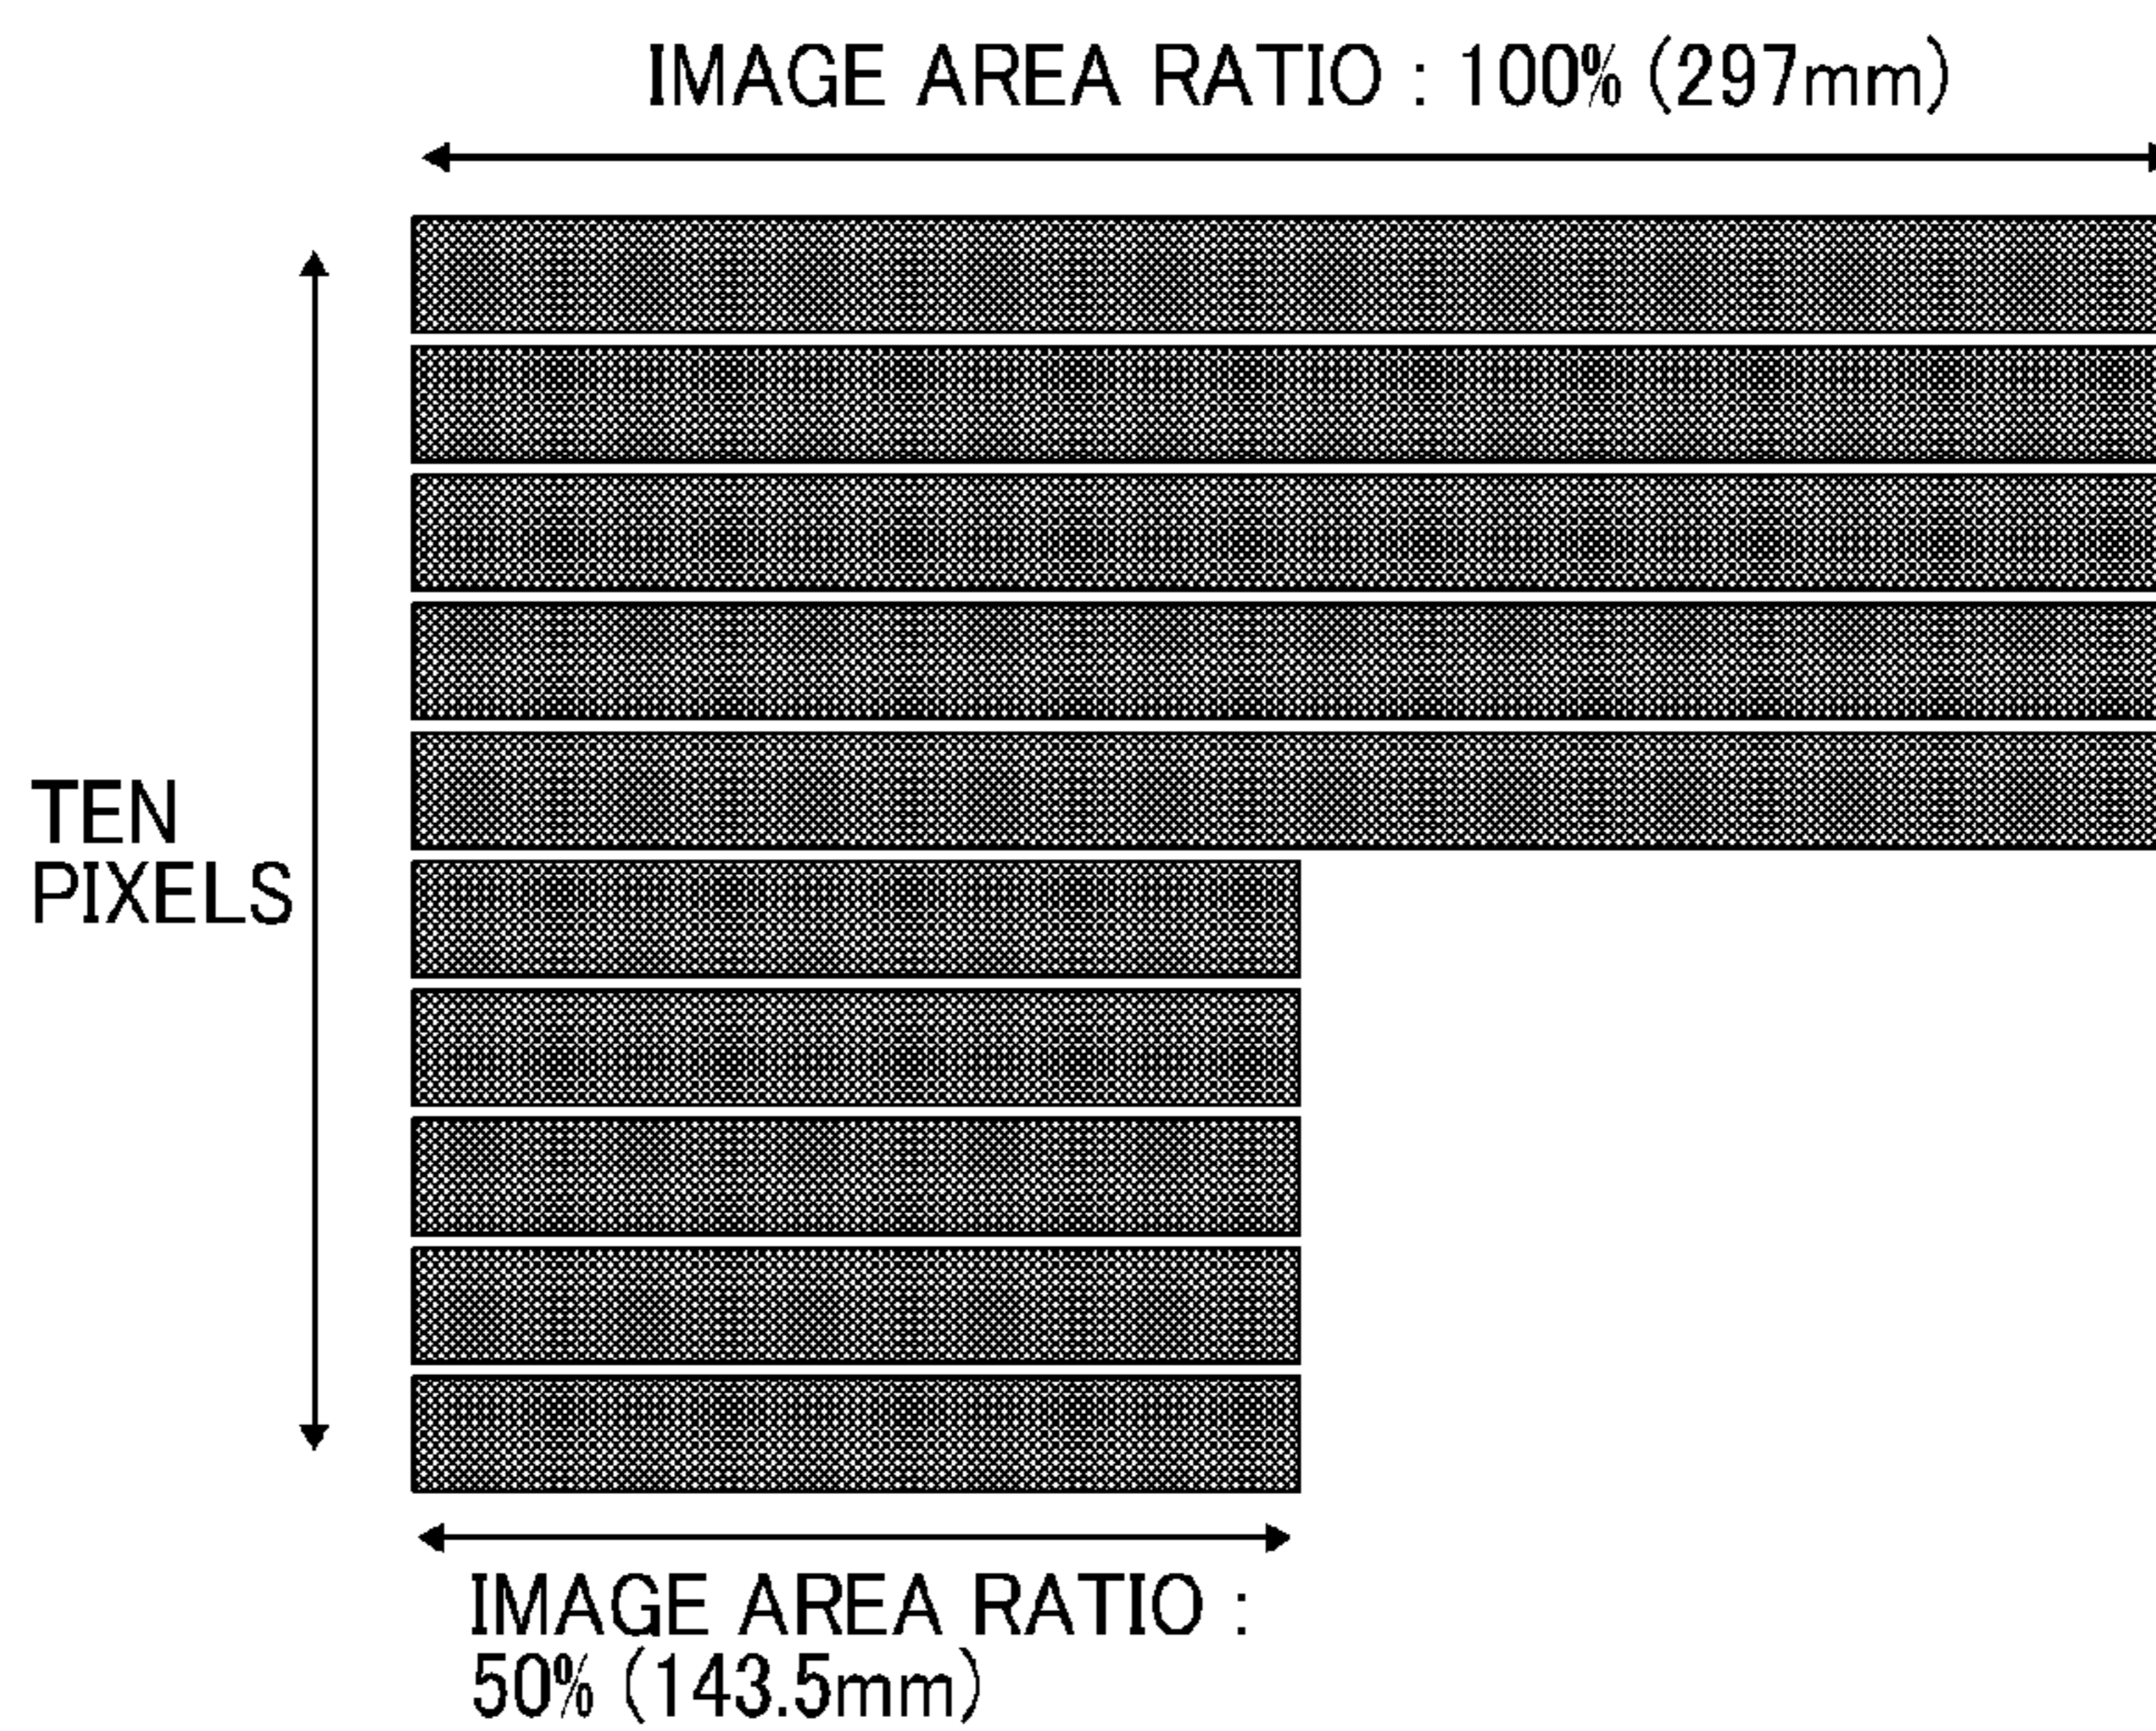 IMAGE AREA RATIO : 100% (297mm)
TEN
PIXELS
IMAGE AREA RATIO :
50% (143.5mm)